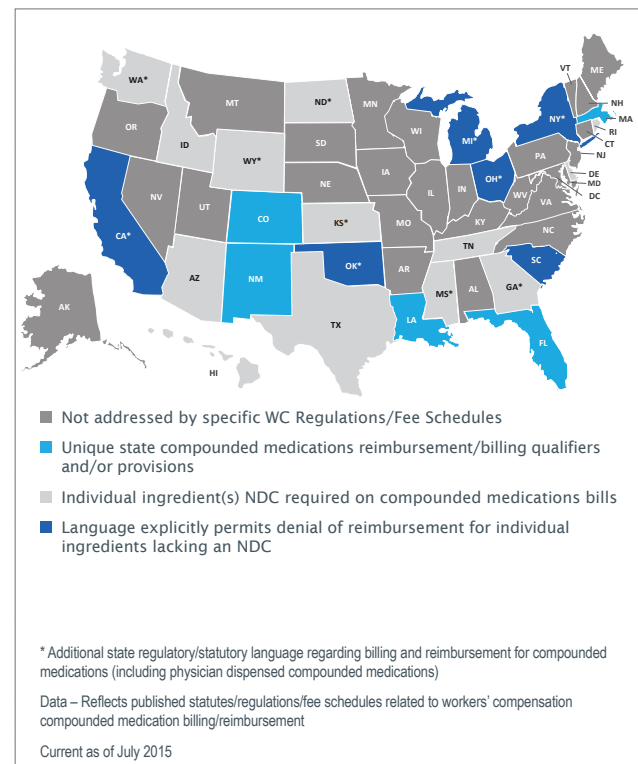 WA*
MT
ND*
MN
VT
ME
OR
ID
WY*
SD
WI
MI*
NY*
NH
MA
RI
CT
NJ
PA
NE
IA
IL
IN
OH*
DE
MD
DC
NV
UT
CO
KS*
MO
KY
WV
VA
CA*
AZ
NM
OK*
AR
TN
NC
SC
TX
LA
MS*
AL
GA*
FL
AK
HI
Not addressed by specific WC Regulations/Fee Schedules
Unique state compounded medications reimbursement/billing qualifiers
and/or provisions
Individual ingredient(s) NDC required on compounded medications bills
Language explicitly permits denial of reimbursement for individual
ingredients lacking an NDC
* Additional state regulatory/statutory language regarding billing and reimbursement for compounded
medications (including physician dispensed compounded medications)
Data – Reflects published statutes/regulations/fee schedules related to workers' compensation
compounded medication billing/reimbursement
Current as of July 2015